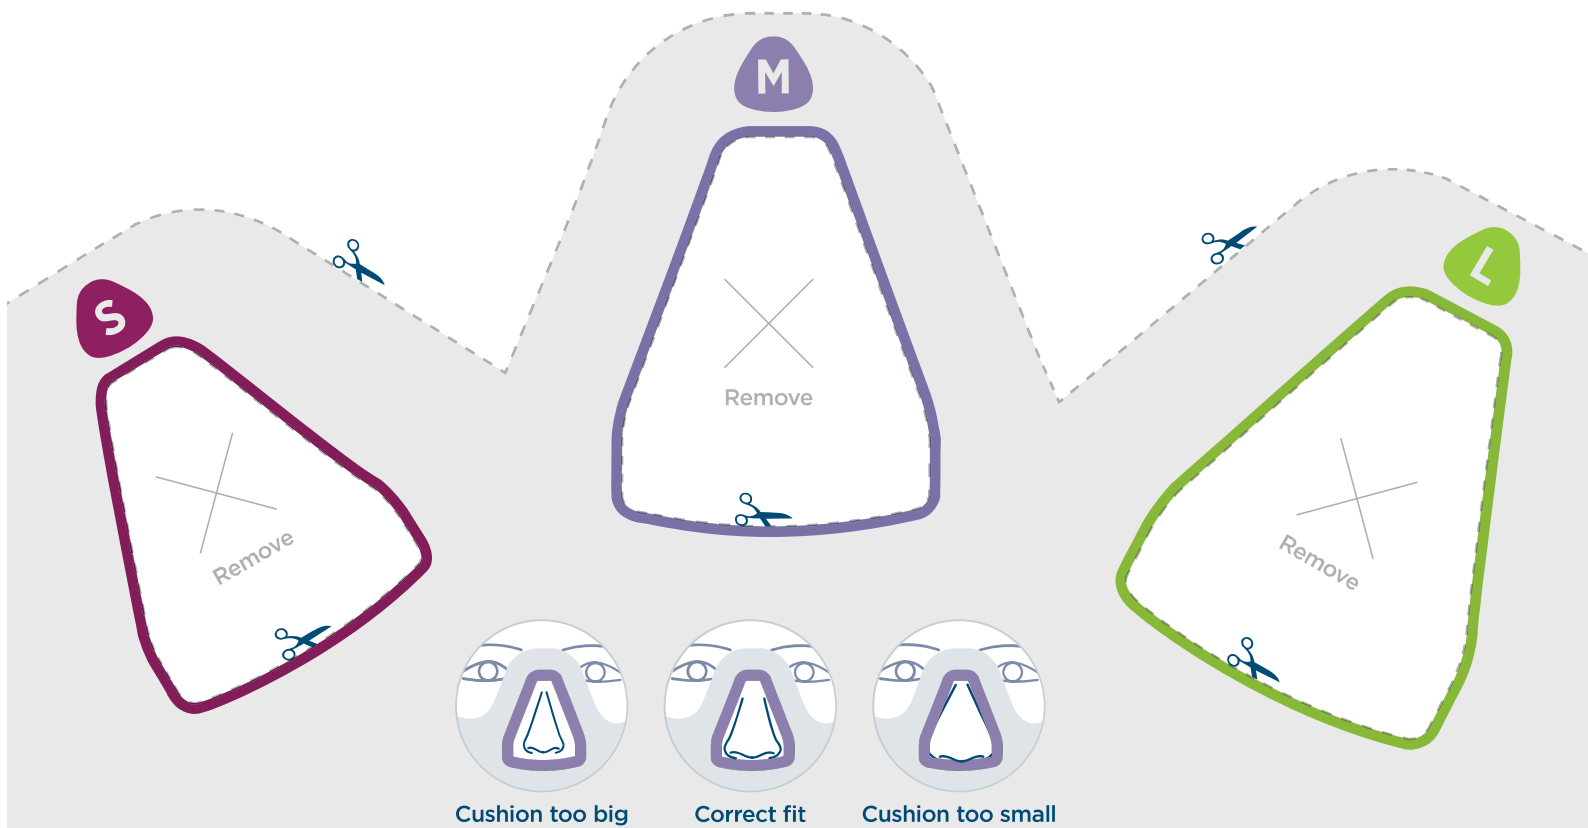 M
L
S
Remove
Remove
Remove
Cushion too big
Correct fit
Cushion too small